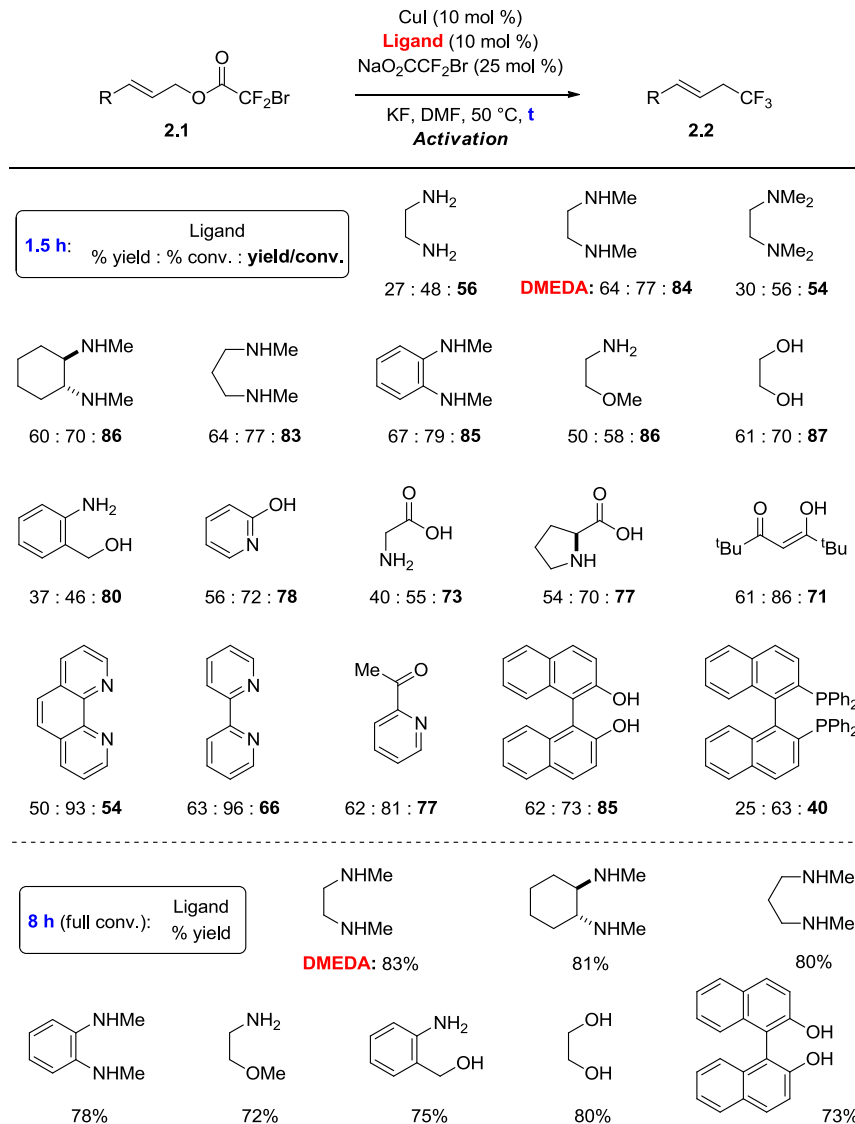 CuI (10 mol %)
Ligand (10 mol %)
NaO2CCF2Br (25 mol %)
KF, DMF, 50 °C, t
Activation
R O O CF2Br
2.1
R CF3
2.2
1.5 h: Ligand
% yield : % conv. : yield/conv.
NH2 NHMe NMe2
NH2 NHMe NMe2
27 : 48 : 56 DMEDA: 64 : 77 : 84 30 : 56 : 54
NHMe NHMe NHMe NH2 OH
NHMe NHMe NHMe OMe OH
60 : 70 : 86 64 : 77 : 83 67 : 79 : 85 50 : 58 : 86 61 : 70 : 87
NH2 OH O O O OH
OH N NH2 OH NH OH tBu tBu
37 : 46 : 80 56 : 72 : 78 40 : 55 : 73 54 : 70 : 77 61 : 86 : 71
N N Me O OH PPh2
N N N OH PPh2
50 : 93 : 54 63 : 96 : 66 62 : 81 : 77 62 : 73 : 85 25 : 63 : 40
8 h (full conv.): Ligand
% yield
NHMe NHMe NHMe
NHMe NHMe NHMe
DMEDA: 83% 81% 80%
NHMe NH2 NH2 OH OH
NHMe OMe OH OH OH
78% 72% 75% 80% 73%